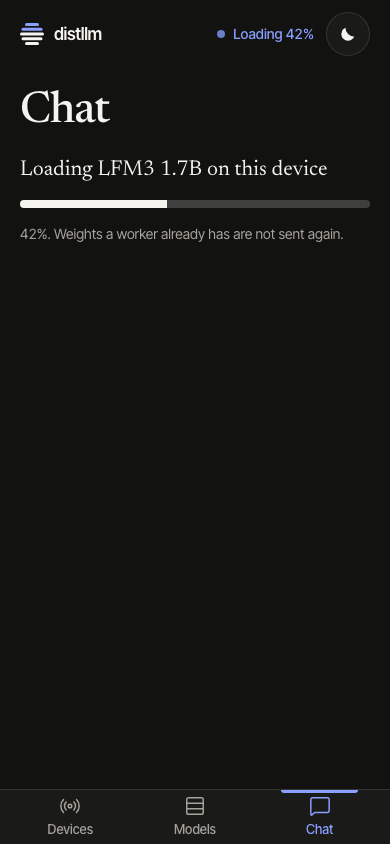 distllm
Loading 42%
Chat
Loading LFM3 1.7B on this device
42%. Weights a worker already has are not sent again.
Devices
Models
Chat